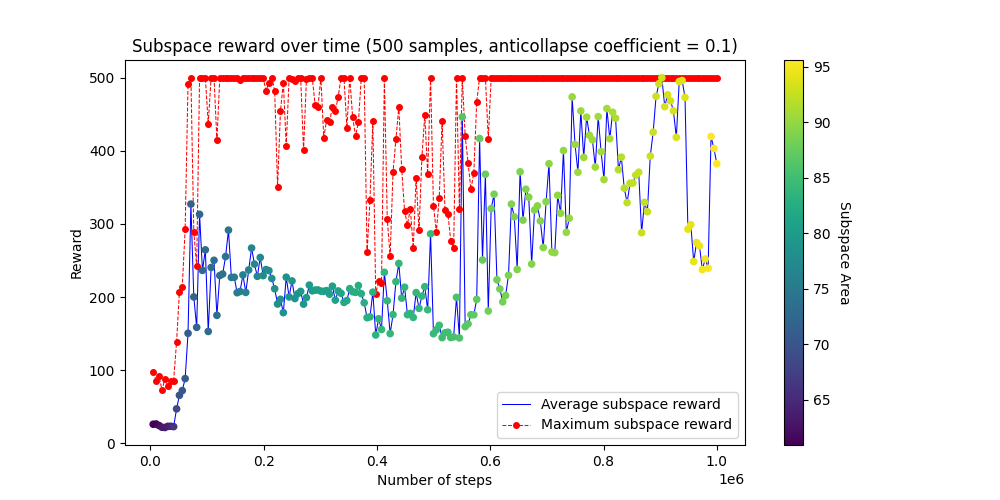 Subspace reward over time (500 samples, anticollapse coefficient = 0.1)
Reward
500
400
300
200
100
0
0.0 0.2 0.4 0.6 0.8 1.0
1e6
Number of steps
Average subspace reward
Maximum subspace reward
95
90
85
80
75
70
65
Subspace Area